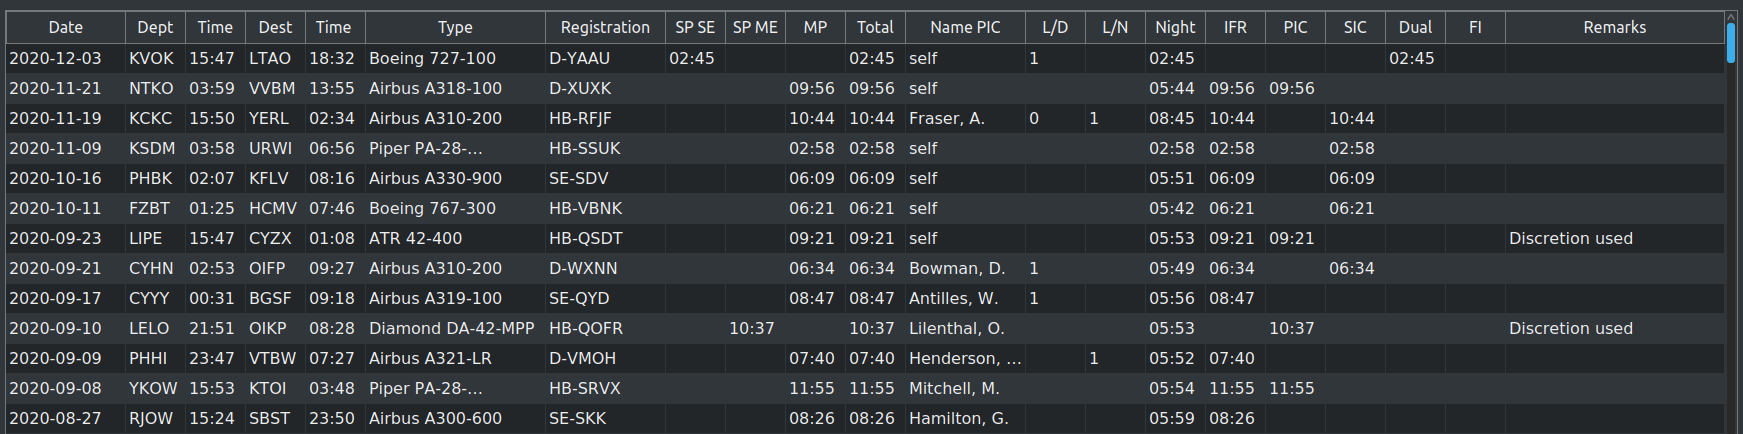 Date Dept Time Dest Time Type Registration SP SE SP ME MP Total Name PIC L/D L/N Night IFR PIC SIC Dual FI Remarks
2020-12-03 KVOK 15:47 LTAO 18:32 Boeing 727-100 D-YAAU 02:45 02:45 self 1 02:45 02:45
2020-11-21 NTKO 03:59 VVBM 13:55 Airbus A318-100 D-XUXK 09:56 09:56 self 05:44 09:56 09:56
2020-11-19 KCKC 15:50 YERL 02:34 Airbus A310-200 HB-RFJF 10:44 10:44 Fraser, A. 0 1 08:45 10:44 10:44
2020-11-09 KSDM 03:58 URWI 06:56 Piper PA-28-… HB-SSUK 02:58 02:58 self 02:58 02:58 02:58
2020-10-16 PHBK 02:07 KFLV 08:16 Airbus A330-900 SE-SDV 06:09 06:09 self 05:51 06:09 06:09
2020-10-11 FZBT 01:25 HCMV 07:46 Boeing 767-300 HB-VBNK 06:21 06:21 self 05:42 06:21 06:21
2020-09-23 LIPE 15:47 CYZX 01:08 ATR 42-400 HB-QSDT 09:21 09:21 self 05:53 09:21 09:21 Discretion used
2020-09-21 CYHN 02:53 OIFP 09:27 Airbus A310-200 D-WXNN 06:34 06:34 Bowman, D. 1 05:49 06:34 06:34
2020-09-17 CYYY 00:31 BGSF 09:18 Airbus A319-100 SE-QYD 08:47 08:47 Antilles, W. 1 05:56 08:47
2020-09-10 LELO 21:51 OIKP 08:28 Diamond DA-42-MPP HB-QOFR 10:37 10:37 Lilenthal, O. 05:53 10:37 Discretion used
2020-09-09 PHHI 23:47 VTBW 07:27 Airbus A321-LR D-VMOH 07:40 07:40 Henderson, … 1 05:52 07:40
2020-09-08 YKOW 15:53 KTOI 03:48 Piper PA-28-… HB-SRVX 11:55 11:55 Mitchell, M. 05:54 11:55 11:55
2020-08-27 RJOW 15:24 SBST 23:50 Airbus A300-600 SE-SKK 08:26 08:26 Hamilton, G. 05:59 08:26